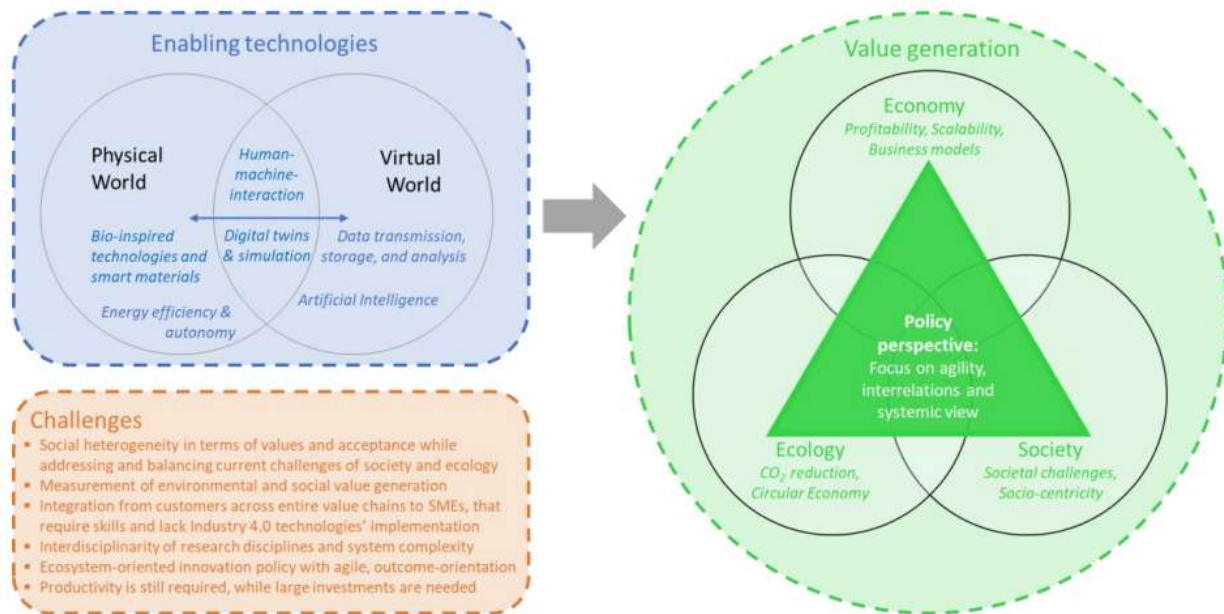 Enabling technologies
Physical
World
Human-
machine-
interaction
Virtual
World
Bio-inspired
technologies and
smart materials
Digital twins
& simulation
Data transmission,
storage, and analysis
Energy efficiency &
autonomy
Artificial Intelligence
Challenges
▪ Social heterogeneity in terms of values and acceptance while
addressing and balancing current challenges of society and ecology
▪ Measurement of environmental and social value generation
▪ Integration from customers across entire value chains to SMEs, that
require skills and lack Industry 4.0 technologies' implementation
▪ Interdisciplinarity of research disciplines and system complexity
▪ Ecosystem-oriented innovation policy with agile, outcome-orientation
▪ Productivity is still required, while large investments are needed
Value generation
Economy
Profitability, Scalability,
Business models
Policy
perspective:
Focus on agility,
interrelations and
systemic view
Ecology
CO₂ reduction,
Circular Economy
Society
Societal challenges,
Socio-centricity